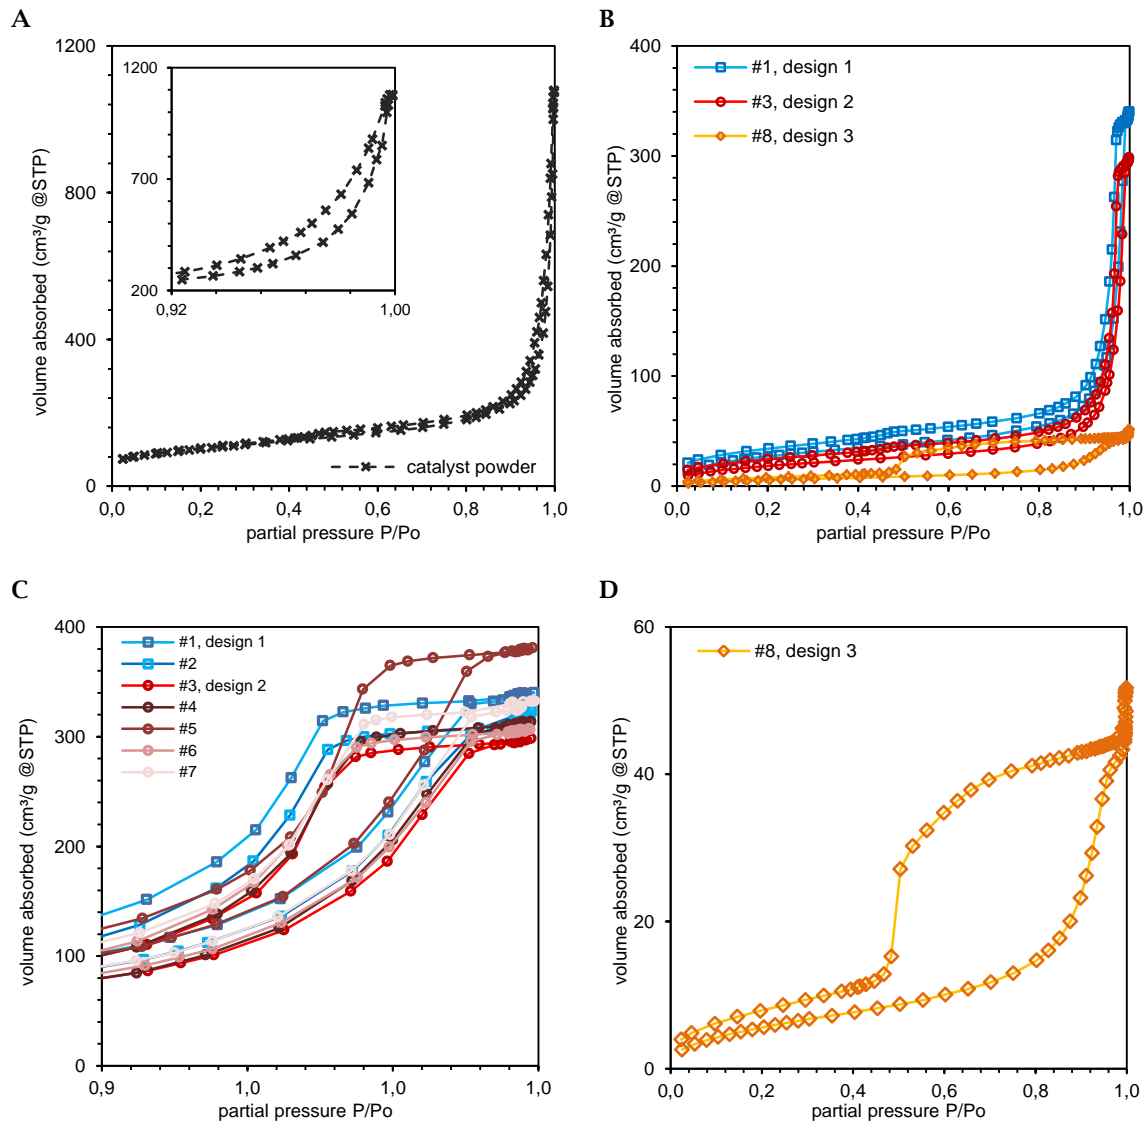 A
1200
800
400
0
volume absorbed (cm³/g @STP)
1200
700
200
0,92
1,00
catalyst powder
0,0
0,2
0,4
0,6
0,8
1,0
partial pressure P/Po
B
400
300
200
100
0
volume absorbed (cm³/g @STP)
#1, design 1
#3, design 2
#8, design 3
0,0
0,2
0,4
0,6
0,8
1,0
partial pressure P/Po
C
400
300
200
100
0
volume absorbed (cm³/g @STP)
#1, design 1
#2
#3, design 2
#4
#5
#6
#7
0,9
1,0
1,0
1,0
partial pressure P/Po
D
60
40
20
0
volume absorbed (cm³/g @STP)
#8, design 3
0,0
0,2
0,4
0,6
0,8
1,0
partial pressure P/Po